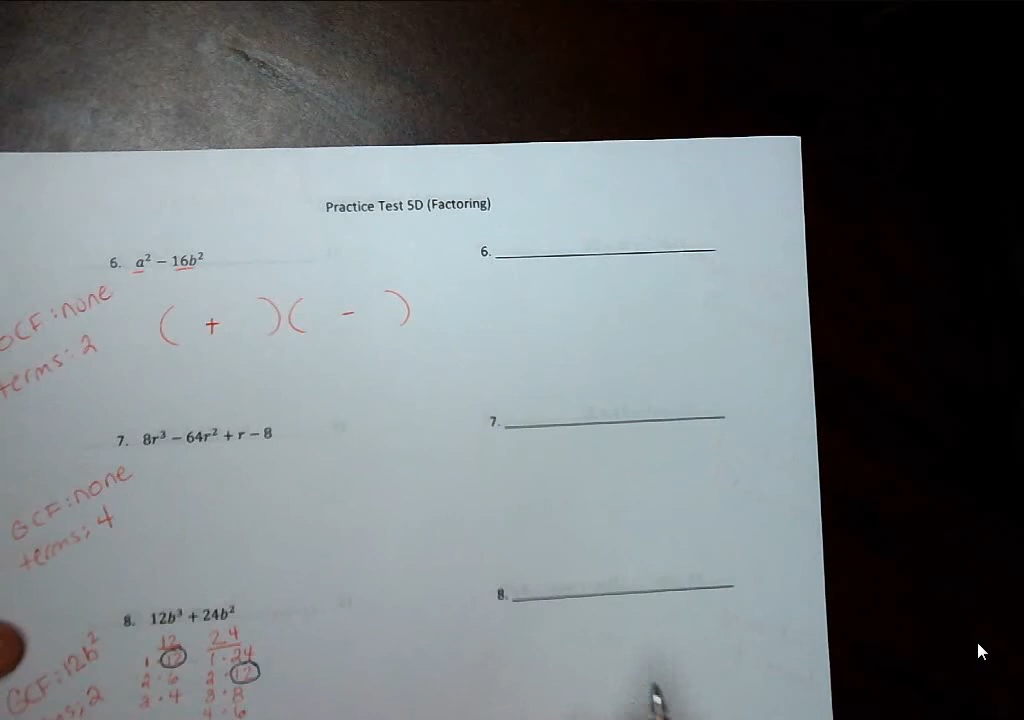 Practice Test 5D (Factoring)
6. a² − 16b²
6.
GCF: none
terms: 2
( + )( - )
7. 8r³ − 64r² + r − 8
7.
GCF: none
terms: 4
8. 12b³ + 24b²
8.
GCF: 12b²
12 24
1 · 12 1 · 24
2 · 6 2 · 12
3 · 4 3 · 8
4 · 6